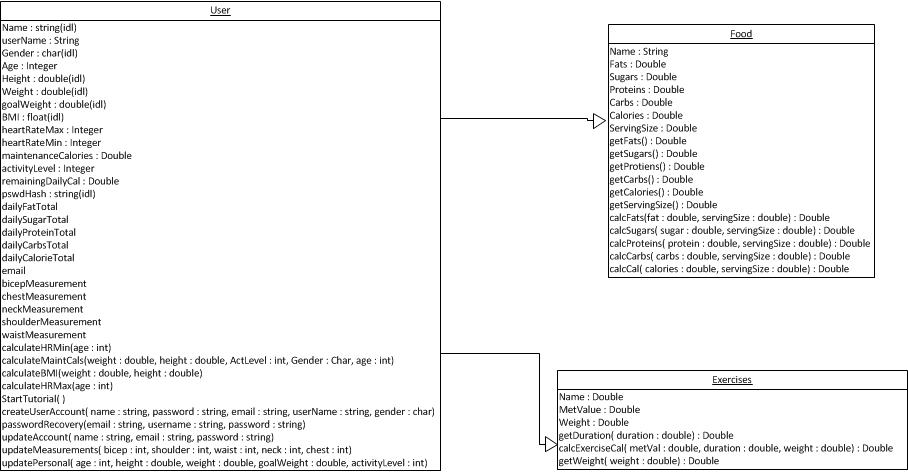 User
Name : string(idl)
userName : String
Gender : char(idl)
Age : Integer
Height : double(idl)
Weight : double(idl)
goalWeight : double(idl)
BMI : float(idl)
heartRateMax : Integer
heartRateMin : Integer
maintenanceCalories : Double
activityLevel : Integer
remainingDailyCal : Double
pswdHash : string(idl)
dailyFatTotal
dailySugarTotal
dailyProteinTotal
dailyCarbsTotal
dailyCalorieTotal
email
bicepMeasurement
chestMeasurement
neckMeasurement
shoulderMeasurement
waistMeasurement
calculateHRMin(age : int)
calculateMaintCals(weight : double, height : double, ActLevel : int, Gender : Char, age : int)
calculateBMI(weight : double, height : double)
calculateHRMax(age : int)
StartTutorial( )
createUserAccount( name : string, password : string, email : string, userName : string, gender : char)
passwordRecovery(email : string, username : string, password : string)
updateAccount( name : string, email : string, password : string)
updateMeasurements( bicep : int, shoulder : int, waist : int, neck : int, chest : int)
updatePersonal( age : int, height : double, weight : double, goalWeight : double, activityLevel : int)
Food
Name : String
Fats : Double
Sugars : Double
Proteins : Double
Carbs : Double
Calories : Double
ServingSize : Double
getFats() : Double
getSugars() : Double
getProtiens() : Double
getCarbs() : Double
getCalories() : Double
getServingSize() : Double
calcFats(fat : double, servingSize : double) : Double
calcSugars( sugar : double, servingSize : double) : Double
calcProteins( protein : double, servingSize : double) : Double
calcCarbs( carbs : double, servingSize : double) : Double
calcCal( calories : double, servingSize : double) : Double
Exercises
Name : Double
MetValue : Double
Weight : Double
getDuration( duration : double) : Double
calcExerciseCal( metVal : double, duration : double, weight : double) : Double
getWeight( weight : double) : Double